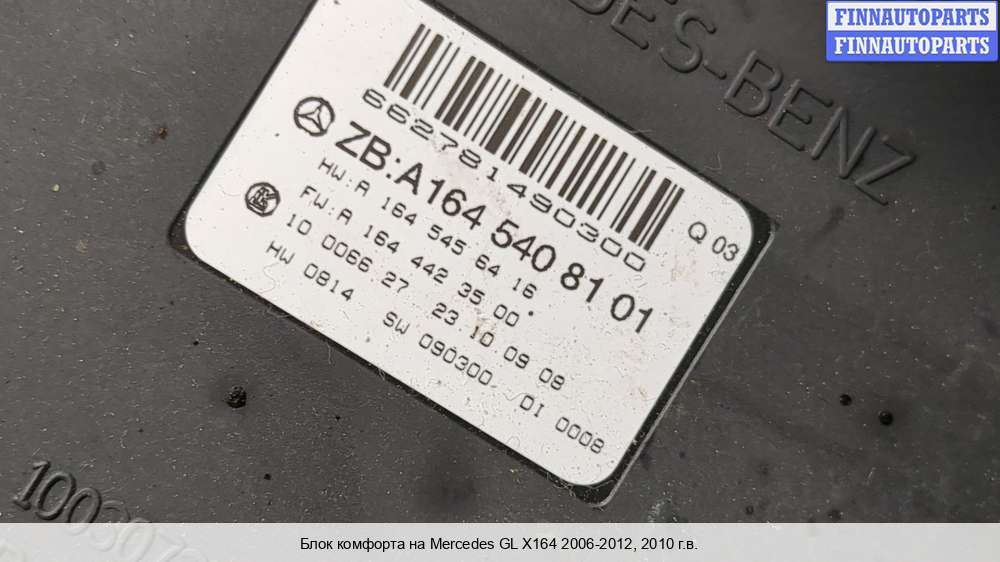 FINNAUTOPARTS
FINNAUTOPARTS
DES-BENZ
662781490300
Q 03
ZB:A164 540 81 01
HW:A 164 545 64 16
FW:A 164 442 35 00
10 0066 27 23 10 09 08
HW 0814 SW 090300 DI 0008
Блок комфорта на Mercedes GL X164 2006-2012, 2010 г.в.